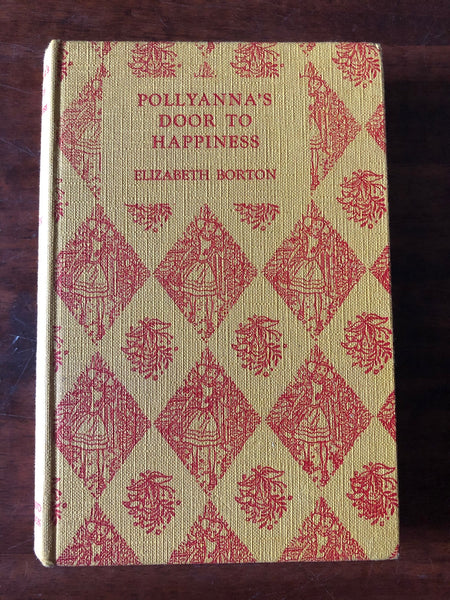 POLLYANNA'S
DOOR TO
HAPPINESS
ELIZABETH BORTON